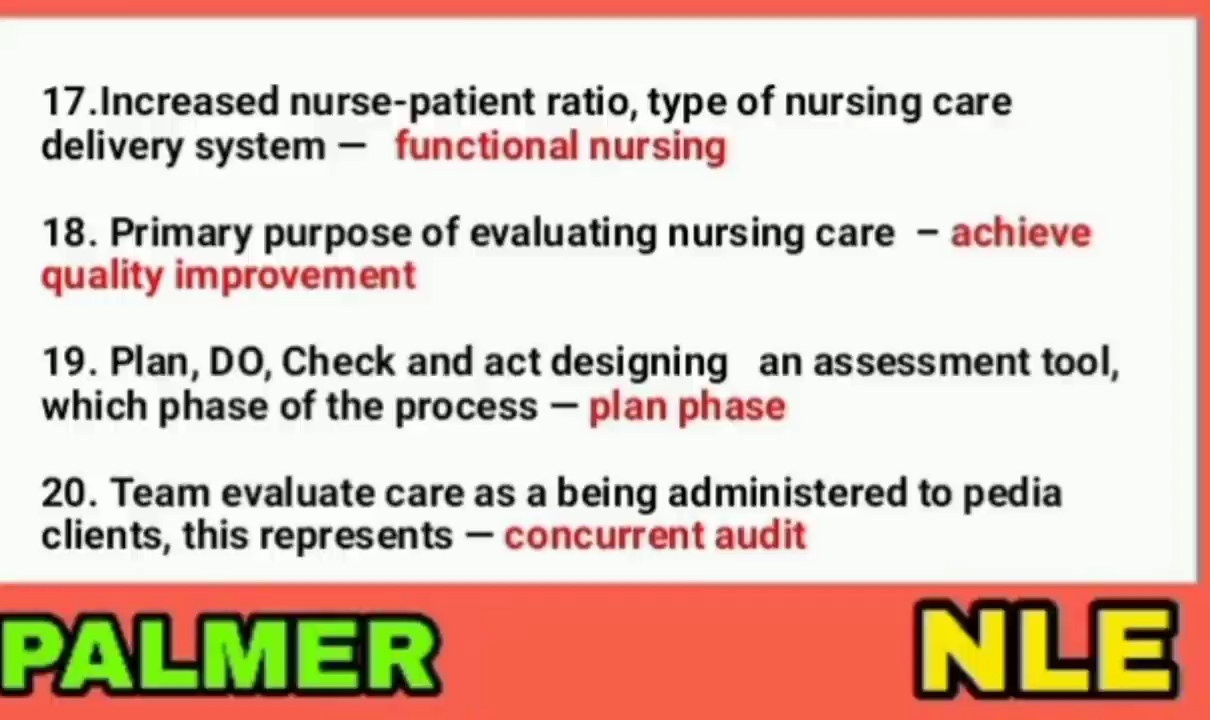 17.Increased nurse-patient ratio, type of nursing care
delivery system — functional nursing
18. Primary purpose of evaluating nursing care – achieve
quality improvement
19. Plan, DO, Check and act designing an assessment tool,
which phase of the process — plan phase
20. Team evaluate care as a being administered to pedia
clients, this represents — concurrent audit
PALMER NLE